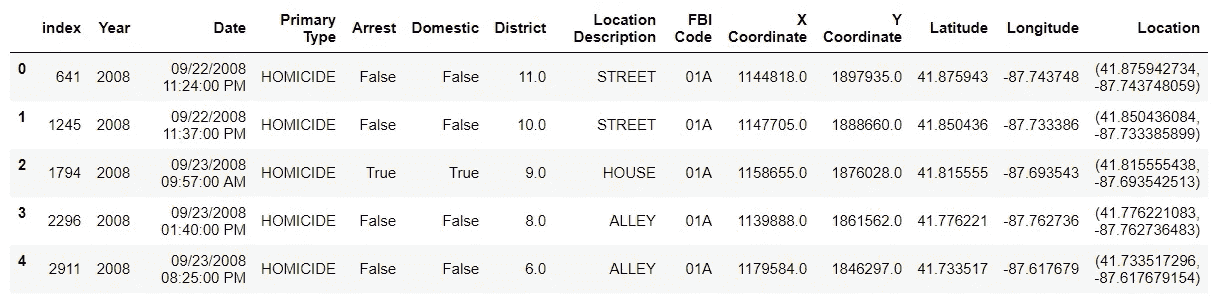 index Year Date Primary Type Arrest Domestic District Location Description FBI Code X Coordinate Y Coordinate Latitude Longitude Location
0 641 2008 09/22/2008 11:24:00 PM HOMICIDE False False 11.0 STREET 01A 1144818.0 1897935.0 41.875943 -87.743748 (41.875942734, -87.743748059)
1 1245 2008 09/22/2008 11:37:00 PM HOMICIDE False False 10.0 STREET 01A 1147705.0 1888660.0 41.850436 -87.733386 (41.850436084, -87.733385899)
2 1794 2008 09/23/2008 09:57:00 AM HOMICIDE True True 9.0 HOUSE 01A 1158655.0 1876028.0 41.815555 -87.693543 (41.815555438, -87.693542513)
3 2296 2008 09/23/2008 01:40:00 PM HOMICIDE False False 8.0 ALLEY 01A 1139888.0 1861562.0 41.776221 -87.762736 (41.776221083, -87.762736483)
4 2911 2008 09/23/2008 08:25:00 PM HOMICIDE False False 6.0 ALLEY 01A 1179584.0 1846297.0 41.733517 -87.617679 (41.733517296, -87.617679154)